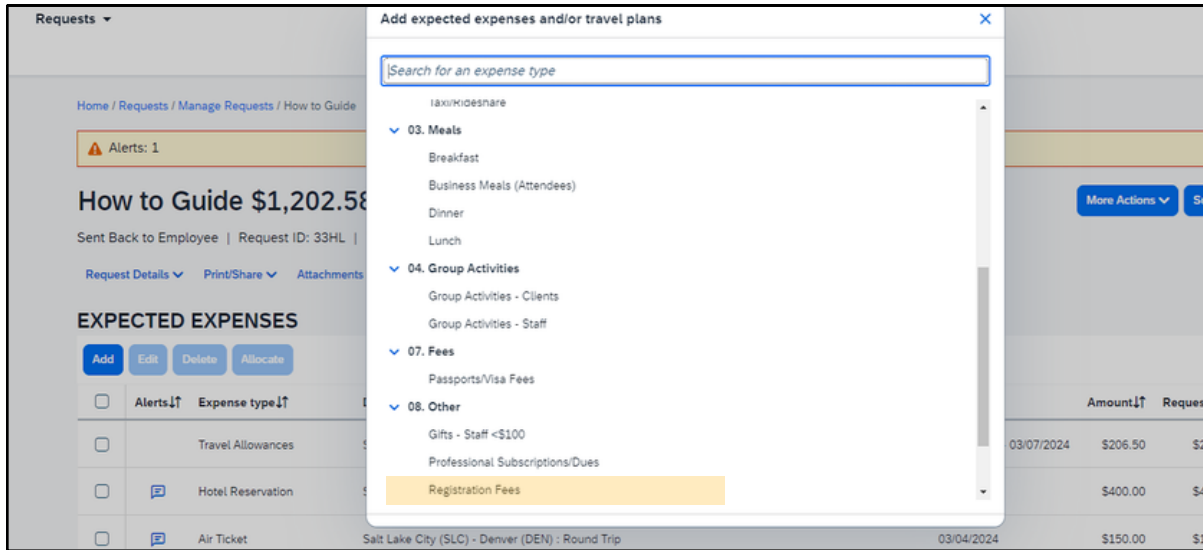 Requests
Add expected expenses and/or travel plans
Search for an expense type
Home / Requests / Manage Requests / How to Guide
Alerts: 1
How to Guide $1,202.58
More Actions
Sent Back to Employee | Request ID: 33HL |
Request Details Print/Share Attachments
EXPECTED EXPENSES
Add Edit Delete Allocate
Alerts Expense type
Amount Reques
Travel Allowances
03/07/2024 $206.50
Hotel Reservation
$400.00
Air Ticket Salt Lake City (SLC) - Denver (DEN) : Round Trip 03/04/2024 $150.00
Taxi/Rideshare
03. Meals
Breakfast
Business Meals (Attendees)
Dinner
Lunch
04. Group Activities
Group Activities - Clients
Group Activities - Staff
07. Fees
Passports/Visa Fees
08. Other
Gifts - Staff <$100
Professional Subscriptions/Dues
Registration Fees